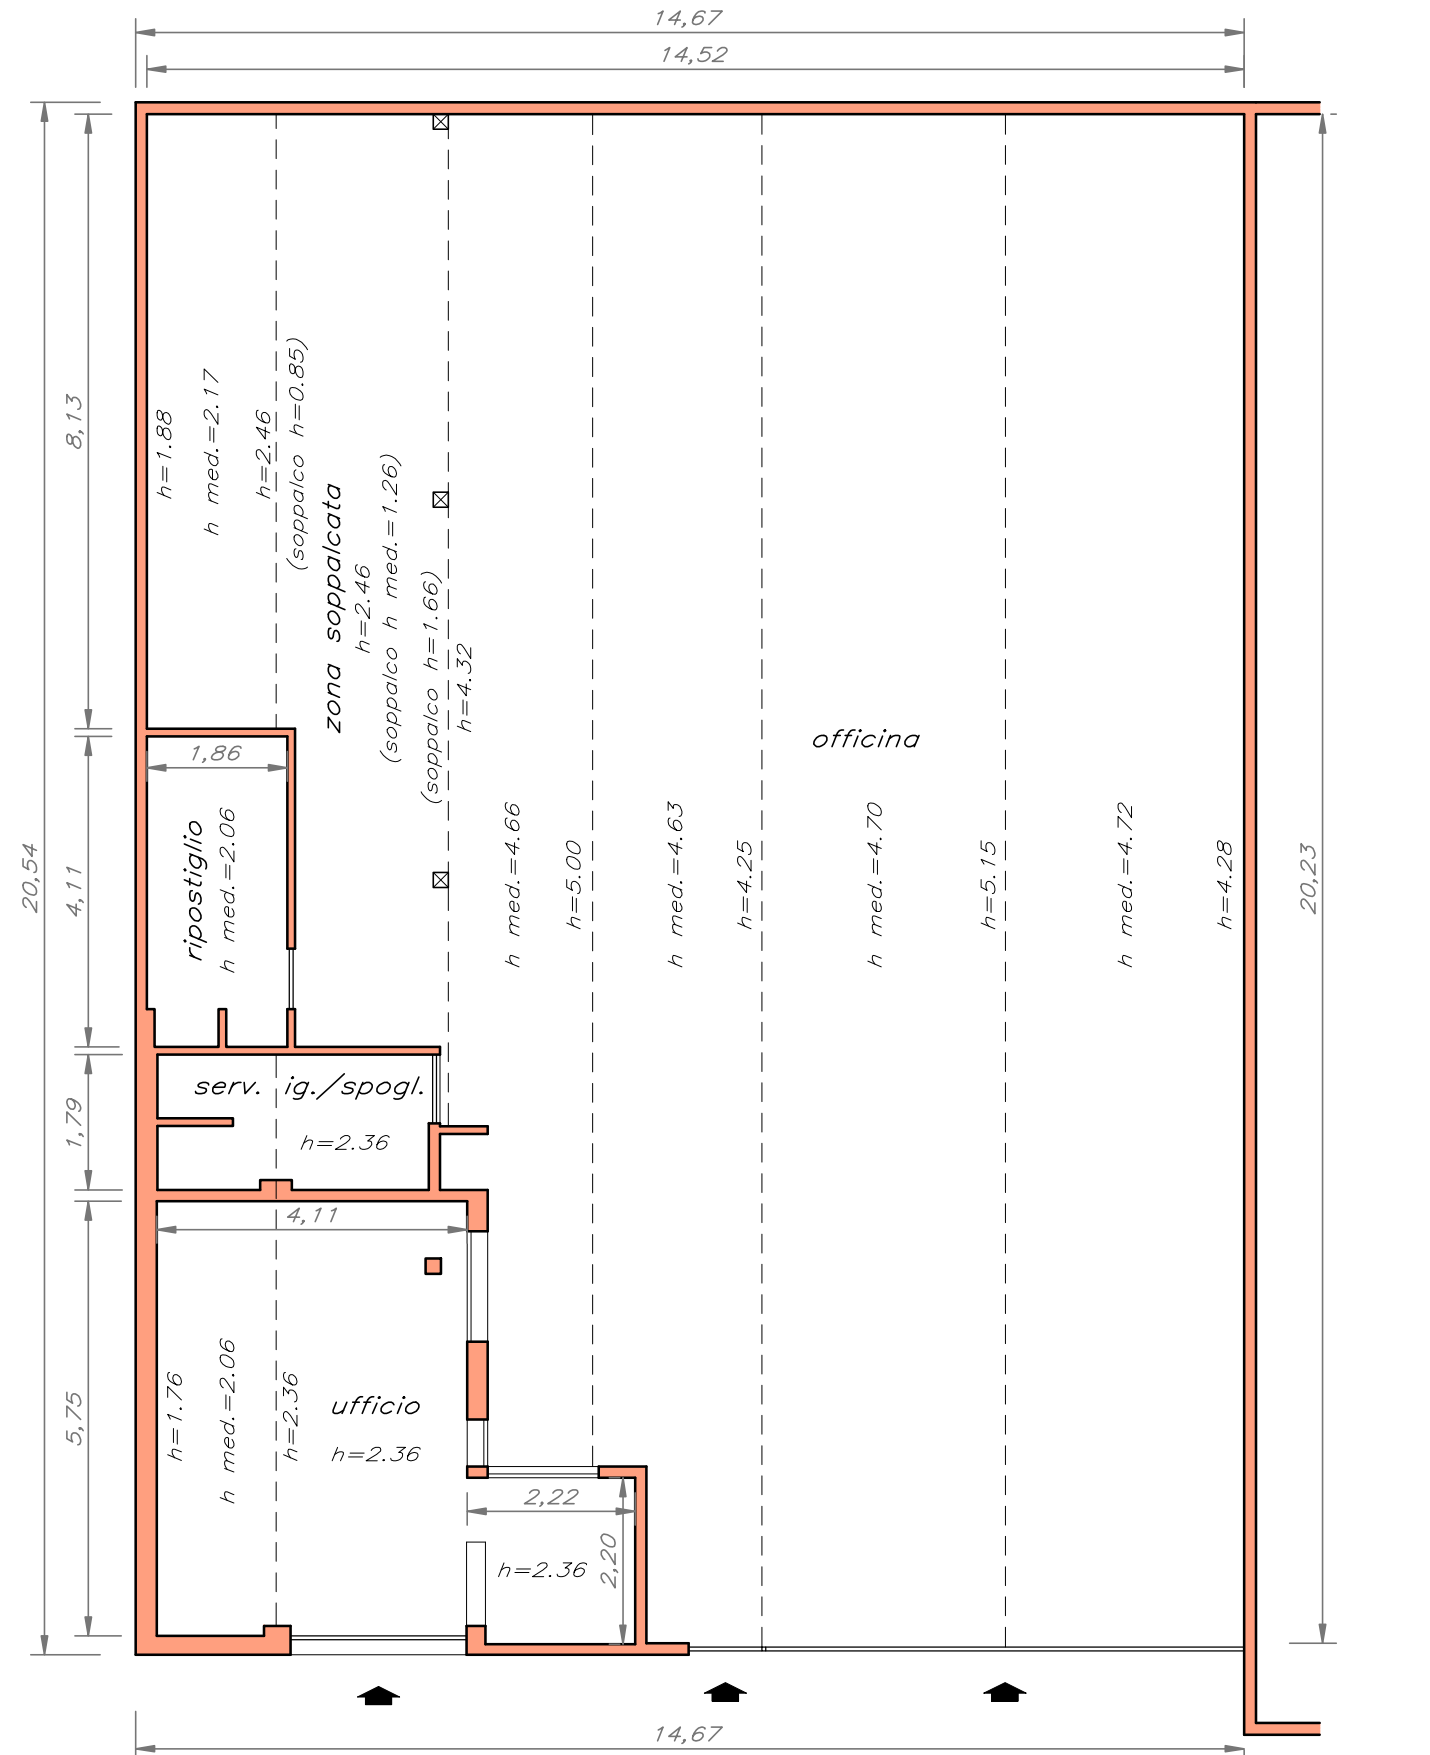 14,67
14,52
8,13
h=1.88
h med.=2.17
h=2.46
(soppalco h=0.85)
zona soppalcata
h=2.46
(soppalco h med.=1.26)
(soppalco h=1.66)
h=4.32
officina
1,86
ripostiglio
h med.=2.06
4,11
20,54
h med.=4.66
h=5.00
h med.=4.63
h=4.25
h med.=4.70
h=5.15
h med.=4.72
h=4.28
20,23
serv. ig./spogl.
h=2.36
1,79
4,11
5,75
h=1.76
h med.=2.06
h=2.36
ufficio
h=2.36
2,22
2,20
h=2.36
14,67